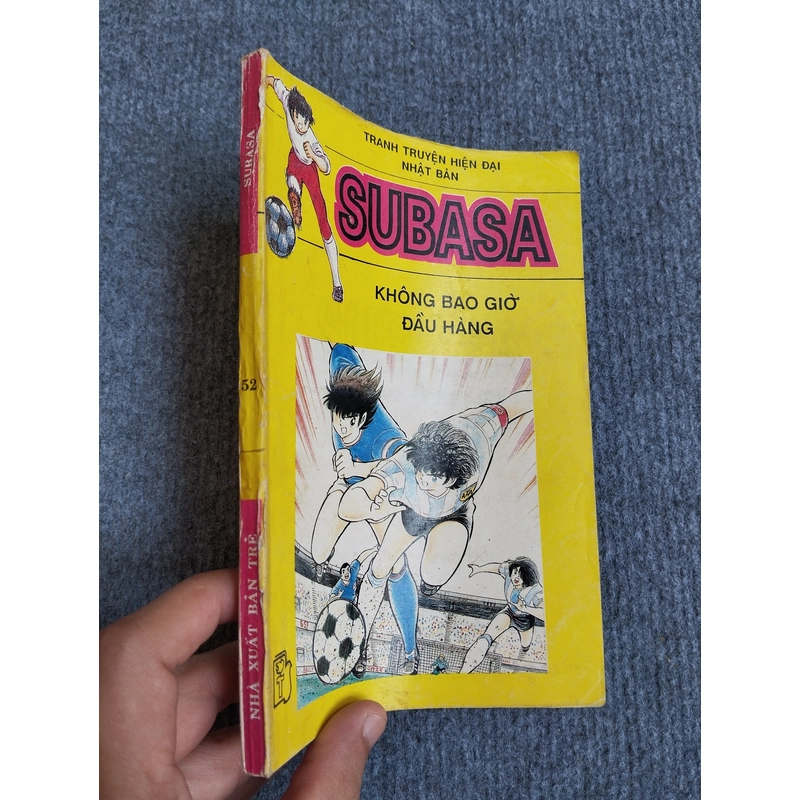 TRANH TRUYỆN HIỆN ĐẠI
NHẬT BẢN
SUBASA
KHÔNG BAO GIỜ
ĐẦU HÀNG
SUBASA
52
NHÀ XUẤT BẢN TRẺ